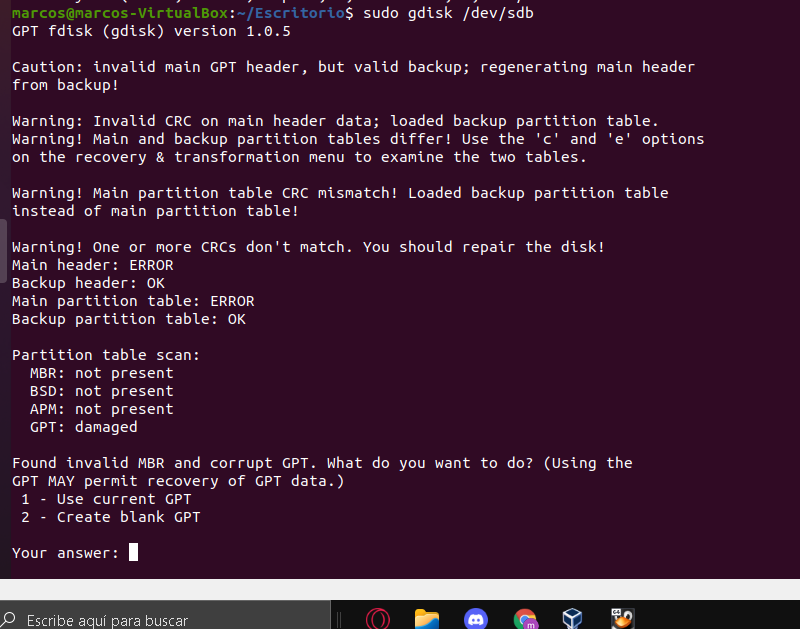 marcos@marcos-VirtualBox:~/Escritorio$ sudo gdisk /dev/sdb
GPT fdisk (gdisk) version 1.0.5
Caution: invalid main GPT header, but valid backup; regenerating main header
from backup!
Warning: Invalid CRC on main header data; loaded backup partition table.
Warning! Main and backup partition tables differ! Use the 'c' and 'e' options
on the recovery & transformation menu to examine the two tables.
Warning! Main partition table CRC mismatch! Loaded backup partition table
instead of main partition table!
Warning! One or more CRCs don't match. You should repair the disk!
Main header: ERROR
Backup header: OK
Main partition table: ERROR
Backup partition table: OK
Partition table scan:
MBR: not present
BSD: not present
APM: not present
GPT: damaged
Found invalid MBR and corrupt GPT. What do you want to do? (Using the
GPT MAY permit recovery of GPT data.)
1 - Use current GPT
2 - Create blank GPT
Your answer:
Escribe aquí para buscar
m
64